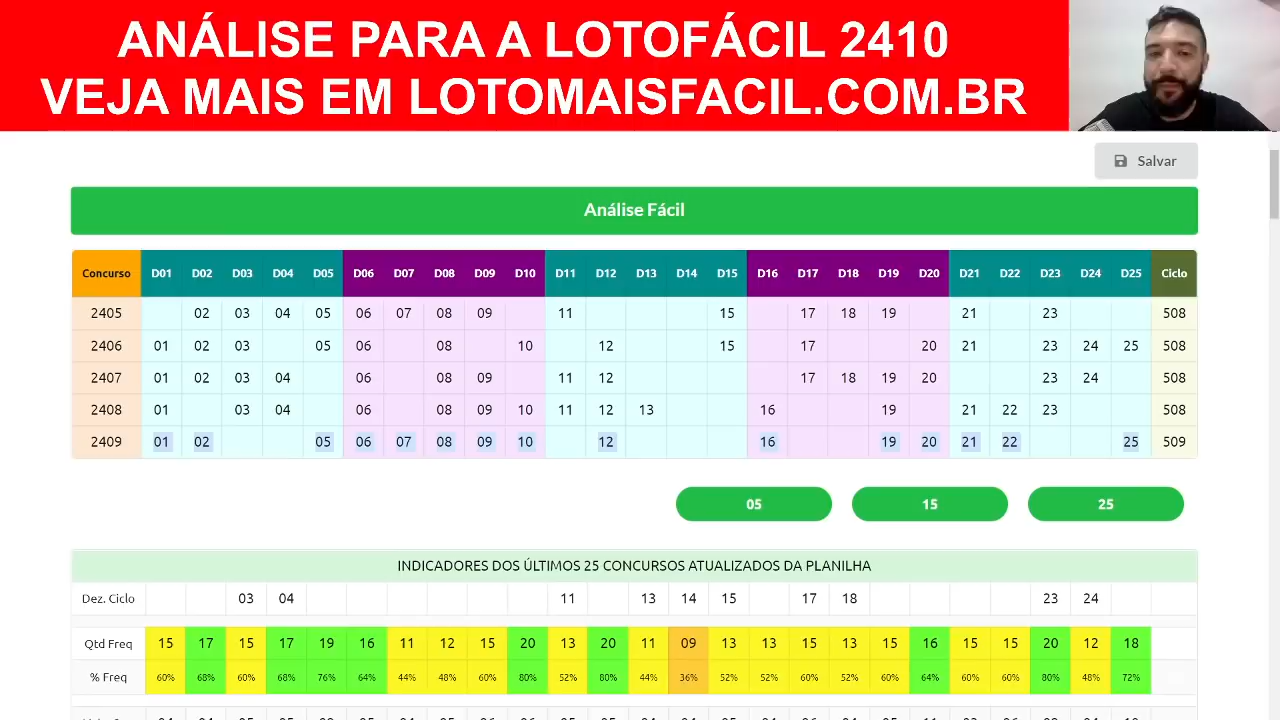 ANÁLISE PARA A LOTOFÁCIL 2410
VEJA MAIS EM LOTOMAISFACIL.COM.BR
Salvar
Análise Fácil
Concurso D01 D02 D03 D04 D05 D06 D07 D08 D09 D10 D11 D12 D13 D14 D15 D16 D17 D18 D19 D20 D21 D22 D23 D24 D25 Ciclo
2405 02 03 04 05 06 07 08 09 11 15 17 18 19 21 23 508
2406 01 02 03 05 06 08 10 12 15 17 20 21 23 24 25 508
2407 01 02 03 04 06 08 09 11 12 17 18 19 20 23 24 508
2408 01 03 04 06 08 09 10 11 12 13 16 19 21 22 23 508
2409 01 02 05 06 07 08 09 10 12 16 19 20 21 22 25 509
05 15 25
INDICADORES DOS ÚLTIMOS 25 CONCURSOS ATUALIZADOS DA PLANILHA
Dez. Ciclo 03 04 11 13 14 15 17 18 23 24
Qtd Freq 15 17 15 17 19 16 11 12 15 20 13 20 11 09 13 13 15 13 15 16 15 15 20 12 18
% Freq 60% 68% 60% 68% 76% 64% 44% 48% 60% 80% 52% 80% 44% 36% 52% 52% 60% 52% 60% 64% 60% 60% 80% 48% 72%